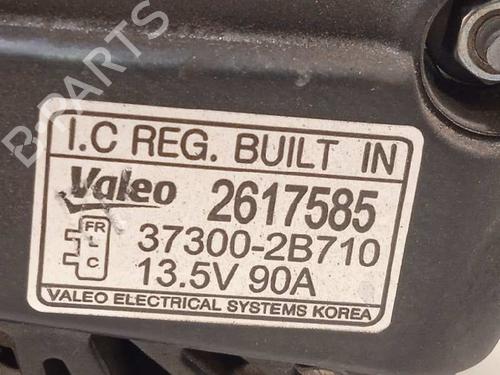 B-PARTS
I.C REG. BUILT IN
Valeo 2617585
FR
L
C
37300-2B710
13.5V 90A
VALEO ELECTRICAL SYSTEMS KOREA